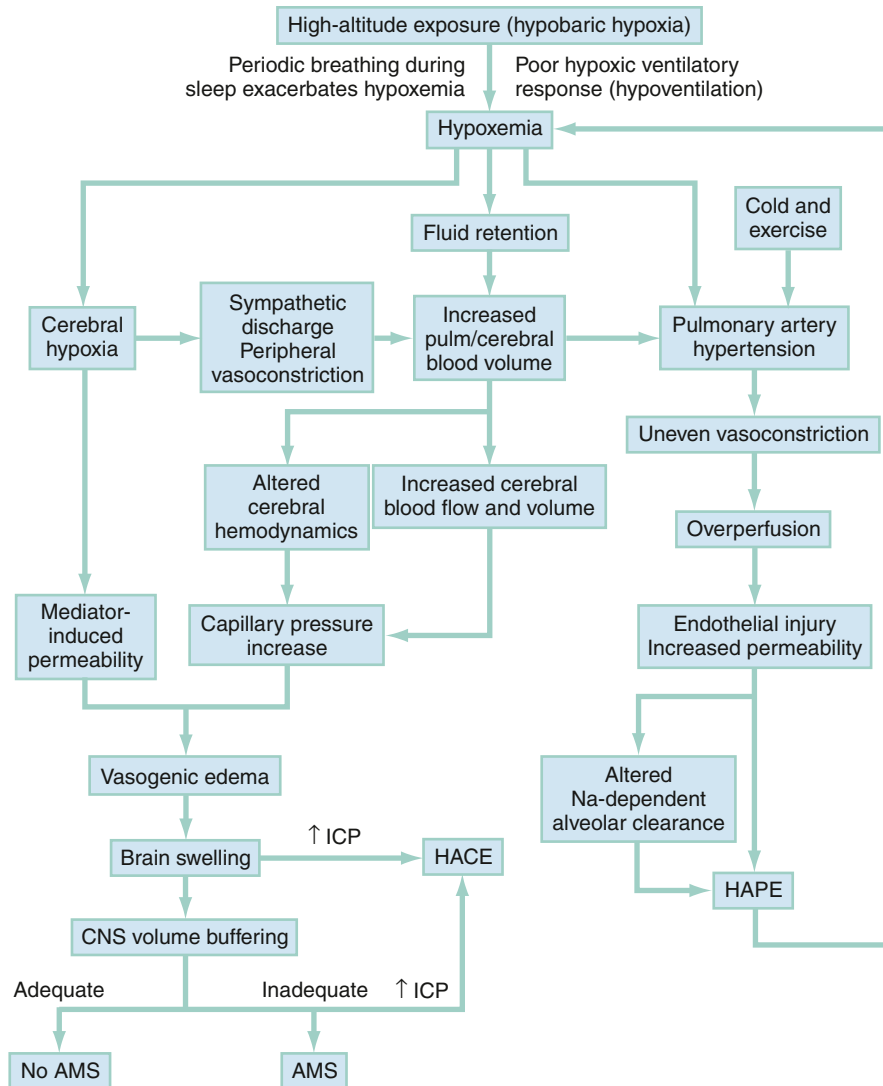 High-altitude exposure (hypobaric hypoxia)
Periodic breathing during
sleep exacerbates hypoxemia
Poor hypoxic ventilatory
response (hypoventilation)
Hypoxemia
Fluid retention
Cold and
exercise
Cerebral
hypoxia
Sympathetic
discharge
Peripheral
vasoconstriction
Increased
pulm/cerebral
blood volume
Pulmonary artery
hypertension
Uneven vasoconstriction
Altered
cerebral
hemodynamics
Increased cerebral
blood flow and volume
Overperfusion
Mediator-
induced
permeability
Capillary pressure
increase
Endothelial injury
Increased permeability
Vasogenic edema
Altered
Na-dependent
alveolar clearance
Brain swelling
↑ ICP
HACE
HAPE
CNS volume buffering
Adequate
Inadequate
↑ ICP
No AMS
AMS